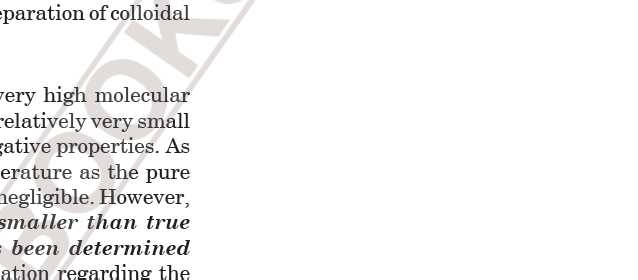 eparation of colloidal
very high molecular
relatively very small
gative properties. As
erature as the pure
negligible. However,
smaller than true
s been determined
ation regarding the
BOOK